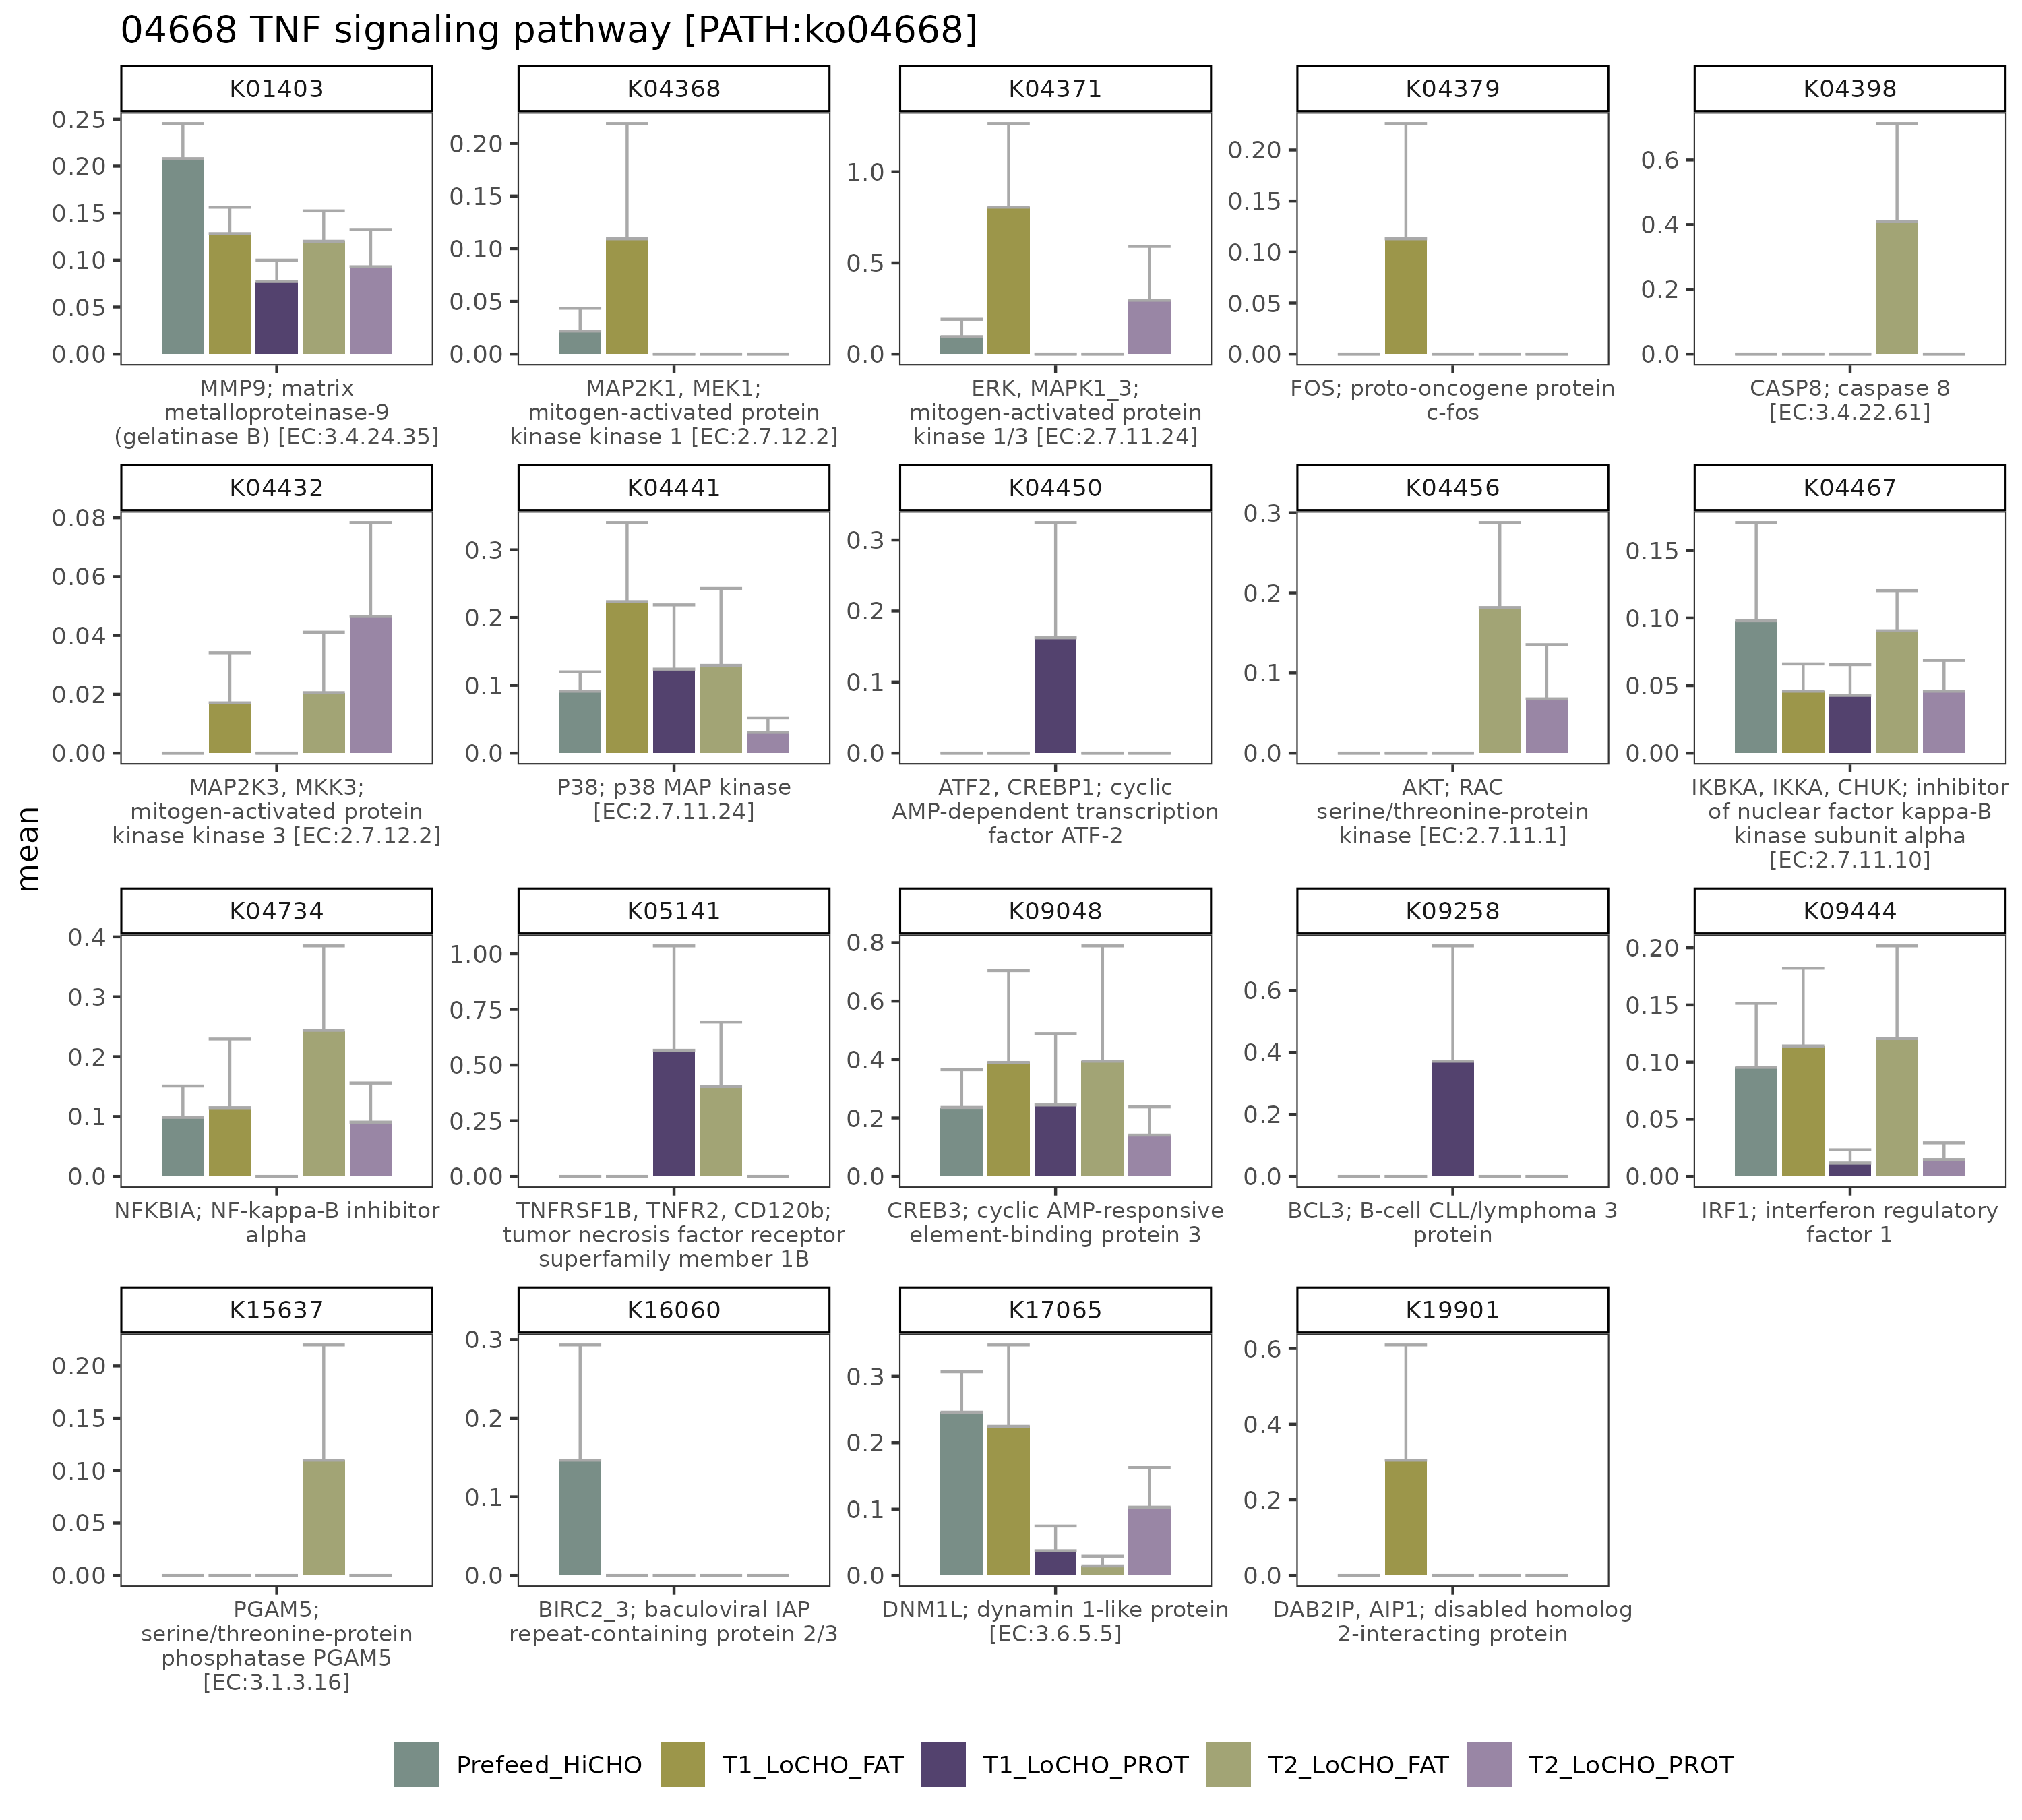 04668 TNF signaling pathway [PATH:ko04668]
K01403 K04368 K04371 K04379 K04398
0.25 0.20 0.15 0.10 0.05 0.00
0.20 0.15 0.10 0.05 0.00
1.0 0.5 0.0
0.20 0.15 0.10 0.05 0.00
0.6 0.4 0.2 0.0
MMP9; matrix
metalloproteinase-9
(gelatinase B) [EC:3.4.24.35]
MAP2K1, MEK1;
mitogen-activated protein
kinase kinase 1 [EC:2.7.12.2]
ERK, MAPK1_3;
mitogen-activated protein
kinase 1/3 [EC:2.7.11.24]
FOS; proto-oncogene protein
c-fos
CASP8; caspase 8
[EC:3.4.22.61]
K04432 K04441 K04450 K04456 K04467
0.08 0.06 0.04 0.02 0.00
0.3 0.2 0.1 0.0
0.3 0.2 0.1 0.0
0.3 0.2 0.1 0.0
0.15 0.10 0.05 0.00
MAP2K3, MKK3;
mitogen-activated protein
kinase kinase 3 [EC:2.7.12.2]
P38; p38 MAP kinase
[EC:2.7.11.24]
ATF2, CREBP1; cyclic
AMP-dependent transcription
factor ATF-2
AKT; RAC
serine/threonine-protein
kinase [EC:2.7.11.1]
IKBKA, IKKA, CHUK; inhibitor
of nuclear factor kappa-B
kinase subunit alpha
[EC:2.7.11.10]
mean
K04734 K05141 K09048 K09258 K09444
0.4 0.3 0.2 0.1 0.0
1.00 0.75 0.50 0.25 0.00
0.8 0.6 0.4 0.2 0.0
0.6 0.4 0.2 0.0
0.20 0.15 0.10 0.05 0.00
NFKBIA; NF-kappa-B inhibitor
alpha
TNFRSF1B, TNFR2, CD120b;
tumor necrosis factor receptor
superfamily member 1B
CREB3; cyclic AMP-responsive
element-binding protein 3
BCL3; B-cell CLL/lymphoma 3
protein
IRF1; interferon regulatory
factor 1
K15637 K16060 K17065 K19901
0.20 0.15 0.10 0.05 0.00
0.3 0.2 0.1 0.0
0.3 0.2 0.1 0.0
0.6 0.4 0.2 0.0
PGAM5;
serine/threonine-protein
phosphatase PGAM5
[EC:3.1.3.16]
BIRC2_3; baculoviral IAP
repeat-containing protein 2/3
DNM1L; dynamin 1-like protein
[EC:3.6.5.5]
DAB2IP, AIP1; disabled homolog
2-interacting protein
Prefeed_HiCHO T1_LoCHO_FAT T1_LoCHO_PROT T2_LoCHO_FAT T2_LoCHO_PROT